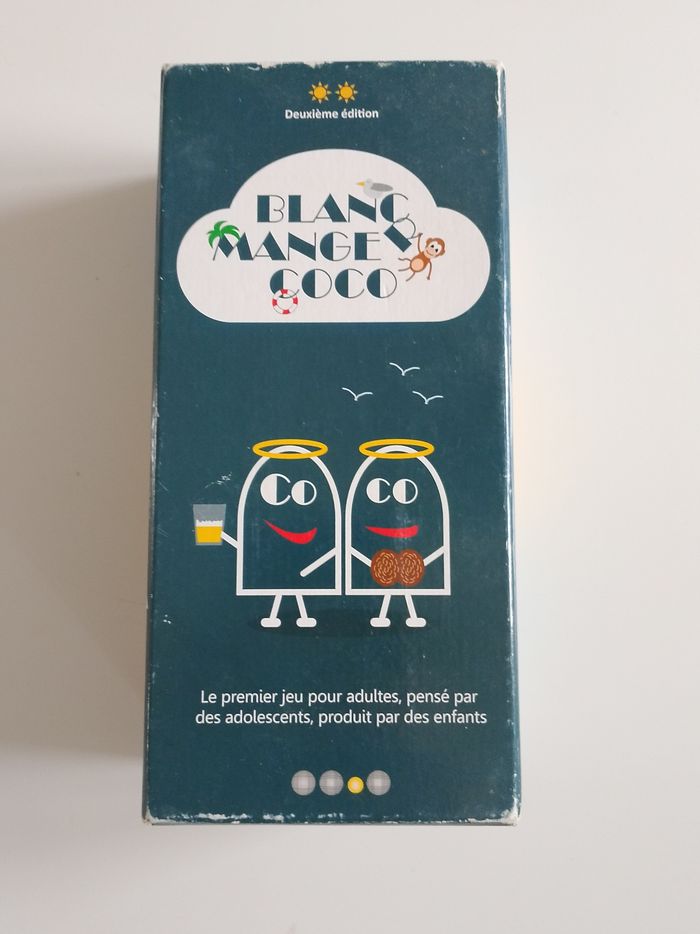 Deuxième édition
BLANC
MANGER
COCO
Co co
Le premier jeu pour adultes, pensé par
des adolescents, produit par des enfants